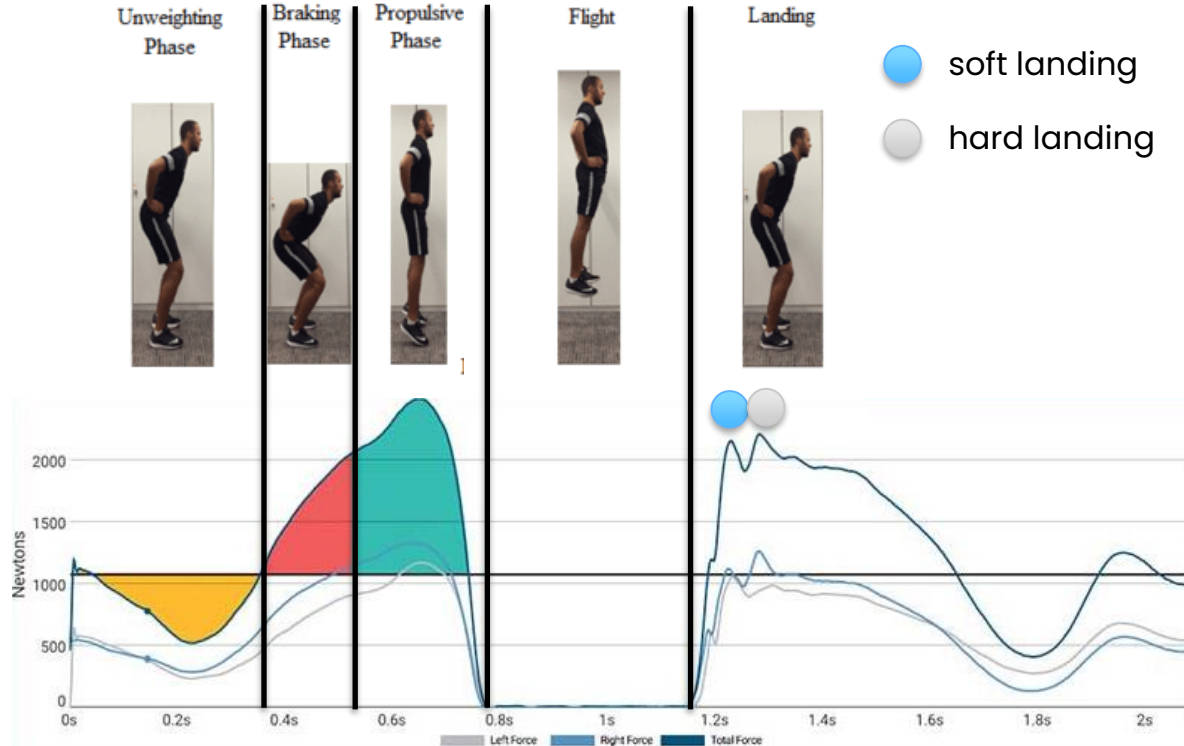 Unweighting
Phase
Braking
Phase
Propulsive
Phase
Flight
Landing
soft landing
hard landing
Newtons
2000
1500
1000
500
0
0s
0.2s
0.4s
0.6s
0.8s
1s
1.2s
1.4s
1.6s
1.8s
2s
Left Force
Right Force
Total Force